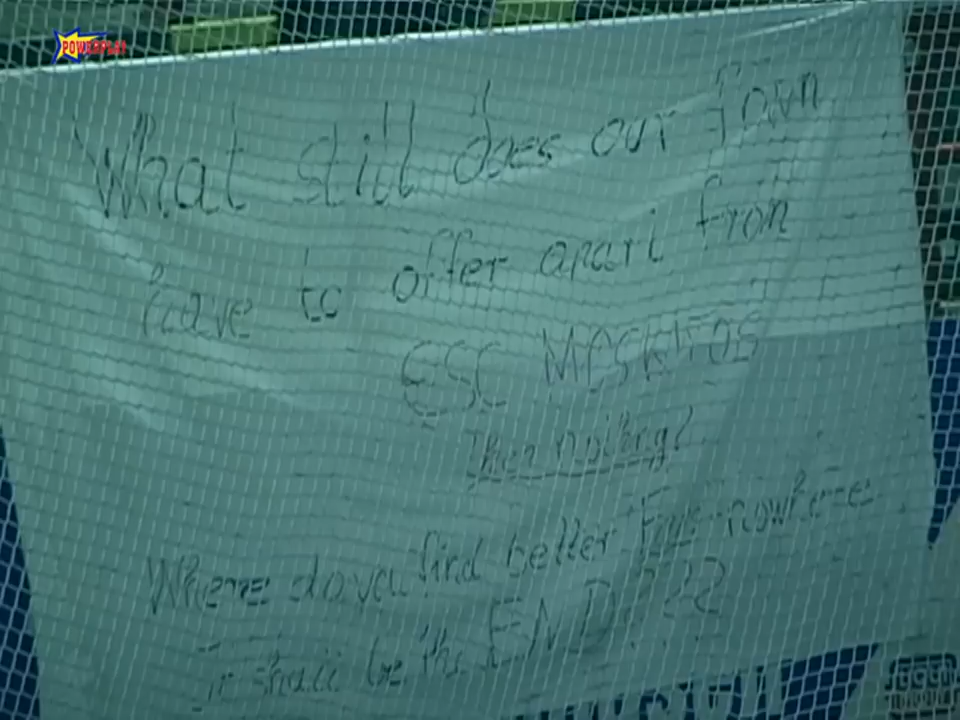 POWERPLAY
What still does our town
have to offer apart from
ESC MOSKITOS
Then nothing?
Where do you find better Fans nowhere
It shall be the END???